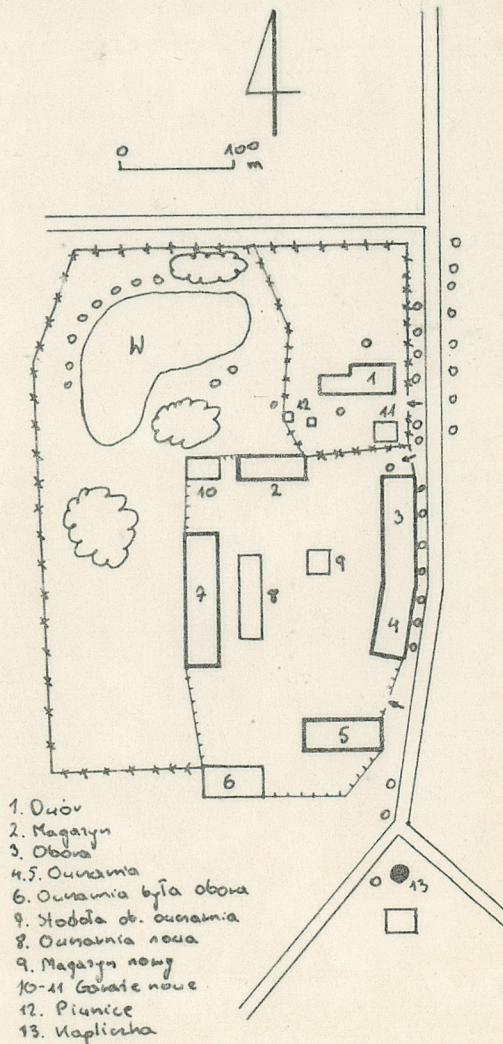 0 100
m
W
1
12
11
10
2
3
9
7
8
4
5
6
13
1. Dwór
2. Magazyn
3. Obora
4.5. Owczarnia
6. Owczarnia była obora
7. Stodoła ob. owczarnia
8. Owczarnia nowa
9. Magazyn nowy
10-11 Garaże nowe
12. Piwnice
13. Kapliczka